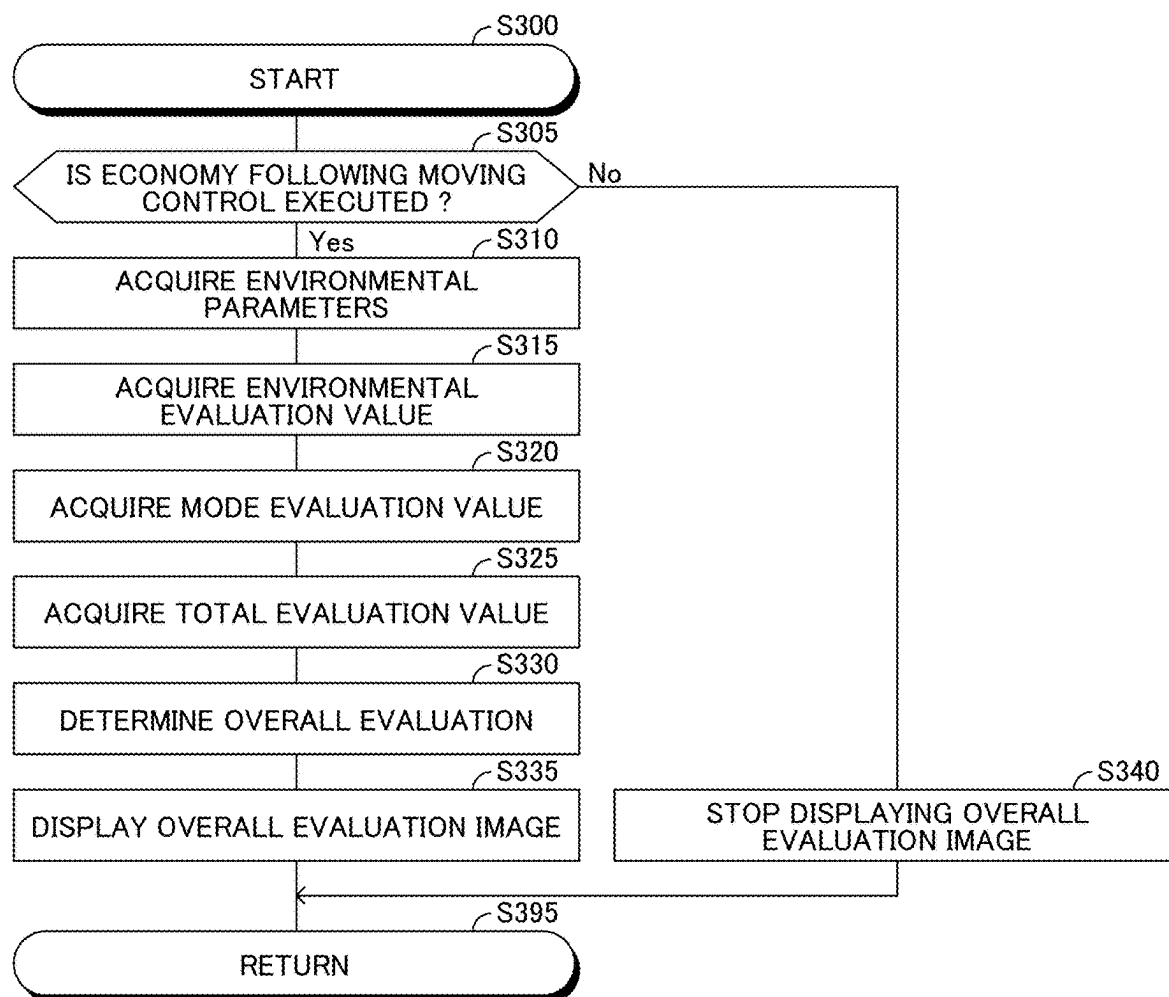 S300
START
S305
IS ECONOMY FOLLOWING MOVING
CONTROL EXECUTED ?
No
Yes
S310
ACQUIRE ENVIRONMENTAL
PARAMETERS
S315
ACQUIRE ENVIRONMENTAL
EVALUATION VALUE
S320
ACQUIRE MODE EVALUATION VALUE
S325
ACQUIRE TOTAL EVALUATION VALUE
S330
DETERMINE OVERALL EVALUATION
S335
DISPLAY OVERALL EVALUATION IMAGE
S340
STOP DISPLAYING OVERALL
EVALUATION IMAGE
S395
RETURN